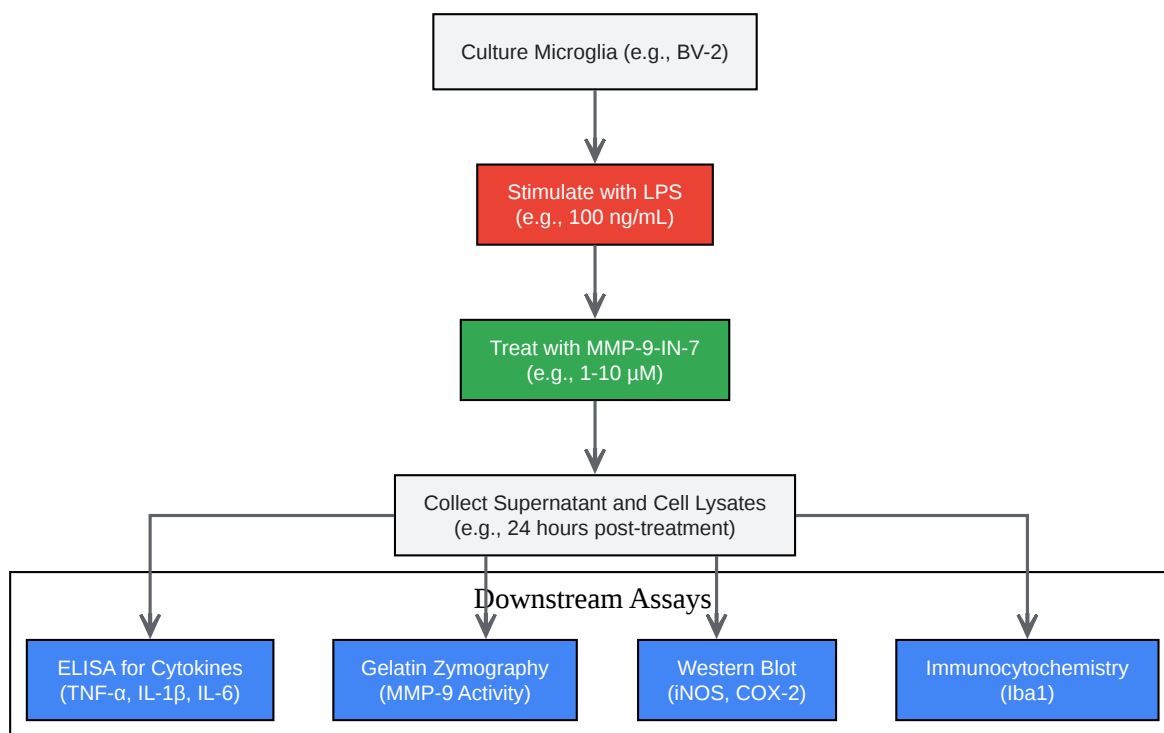 Culture Microglia (e.g., BV-2)
Stimulate with LPS
(e.g., 100 ng/mL)
Treat with MMP-9-IN-7
(e.g., 1-10 µM)
Collect Supernatant and Cell Lysates
(e.g., 24 hours post-treatment)
Downstream Assays
ELISA for Cytokines
(TNF-α, IL-1β, IL-6)
Gelatin Zymography
(MMP-9 Activity)
Western Blot
(iNOS, COX-2)
Immunocytochemistry
(Iba1)